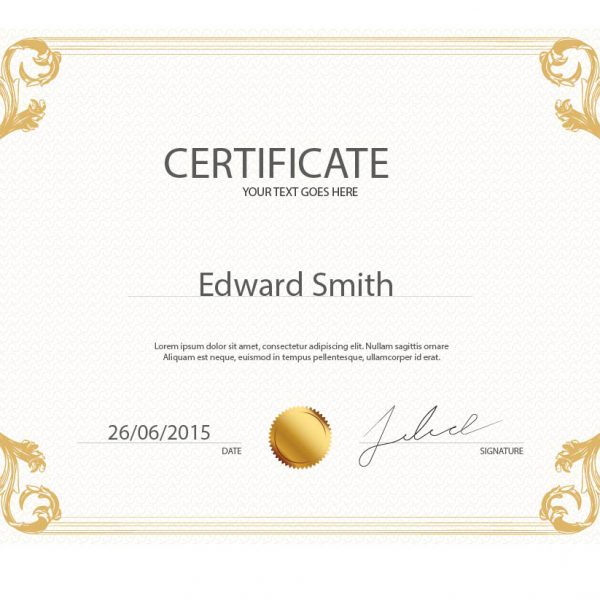 CERTIFICATE
YOUR TEXT GOES HERE
Edward Smith
Lorem ipsum dolor sit amet, consectetur adipiscing elit. Nullam sagittis ornare
Aliquam est neque, euismod in tempus pellentesque, ullamcorper id erat.
26/06/2015
DATE
SIGNATURE